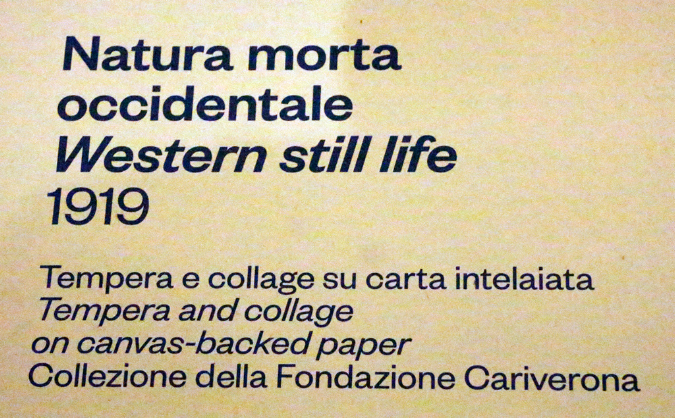 Natura morta
occidentale
Western still life
1919
Tempera e collage su carta intelaiata
Tempera and collage
on canvas-backed paper
Collezione della Fondazione Cariverona